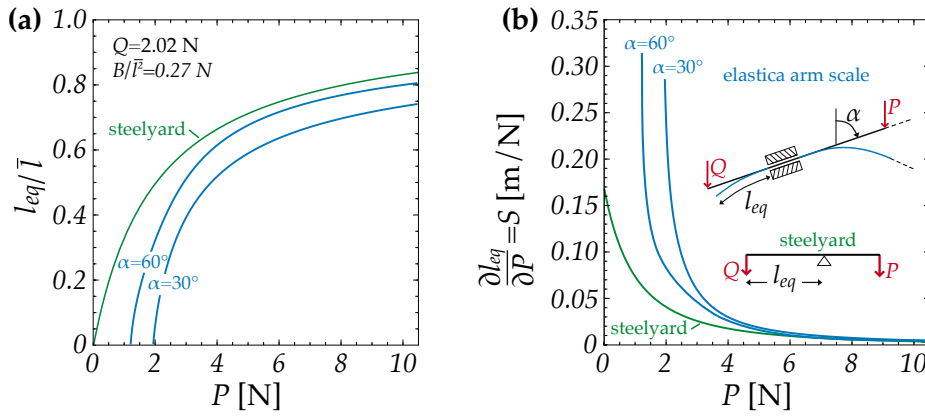 (a)
1.0
0.8
0.6
0.4
0.2
0
l_eq/l̄
Q=2.02 N
B/l̄²=0.27 N
steelyard
α=60°
α=30°
0 2 4 6 8 10
P [N]
(b)
0.35
0.30
0.25
0.20
0.15
0.10
0.05
0
∂l_eq/∂P=S [m/N]
α=60°
α=30°
elastica arm scale
P
α
Q
l_eq
steelyard
Q
l_eq
P
steelyard
0 2 4 6 8 10
P [N]